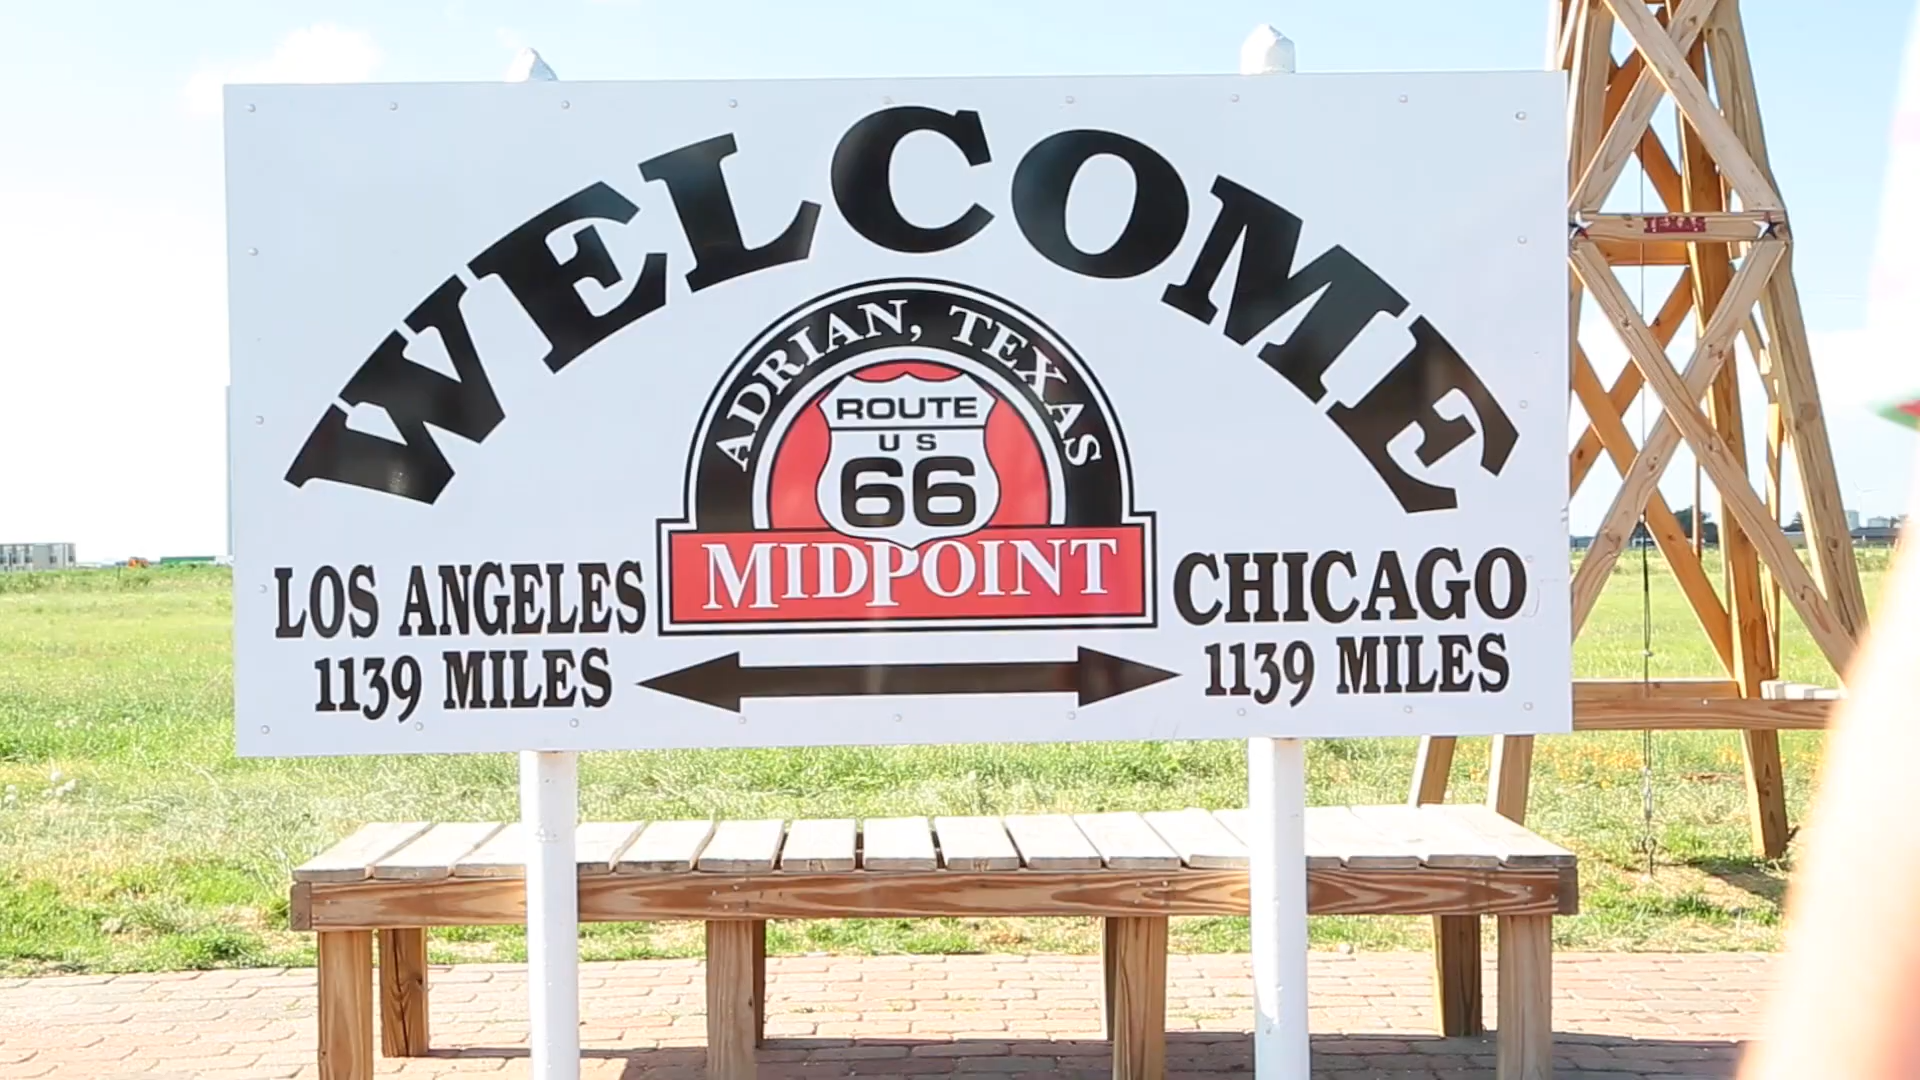 WELCOME
ADRIAN, TEXAS
ROUTE
US
66
MIDPOINT
LOS ANGELES
1139 MILES
CHICAGO
1139 MILES
TEXAS